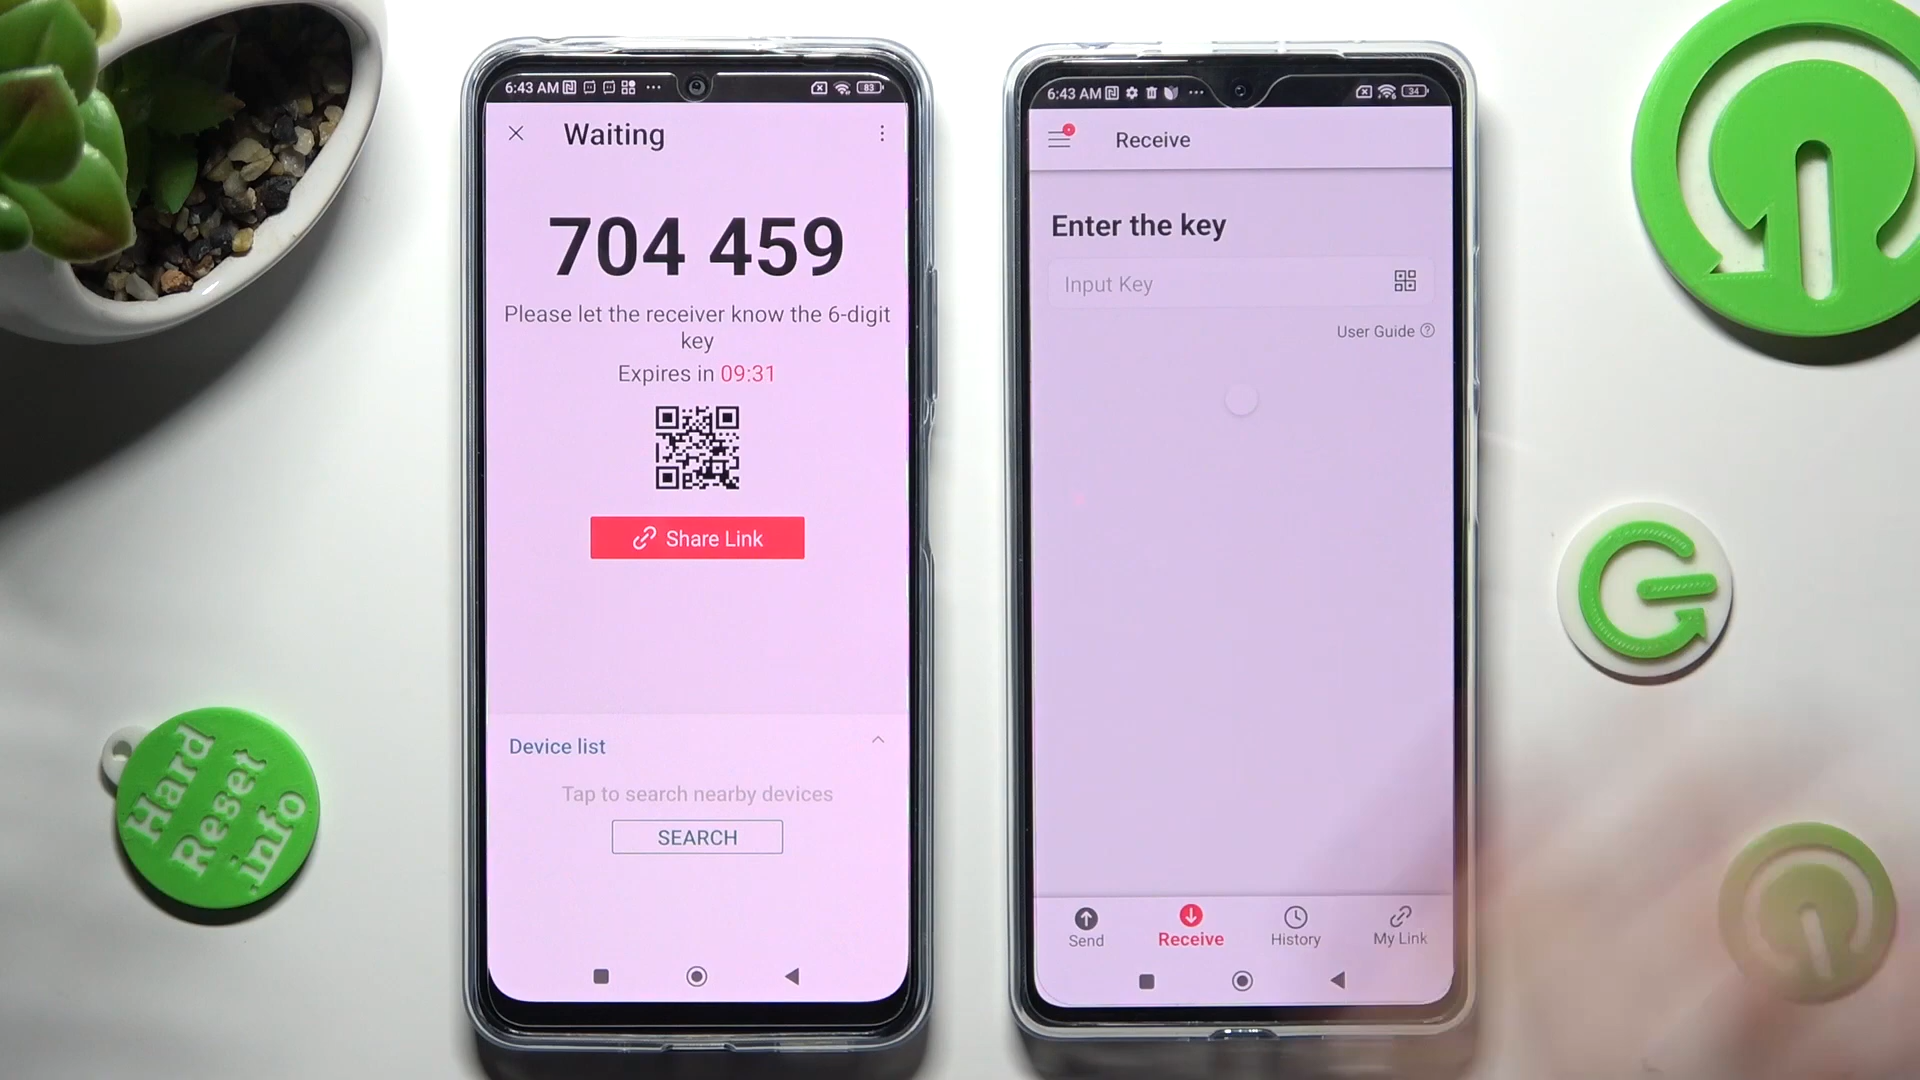 6:43 AM
83
Waiting
704 459
Please let the receiver know the 6-digit
key
Expires in 09:31
Share Link
Device list
Tap to search nearby devices
SEARCH
6:43 AM
34
Receive
Enter the key
Input Key
User Guide
Send
Receive
History
My Link
Hard
Reset
.info